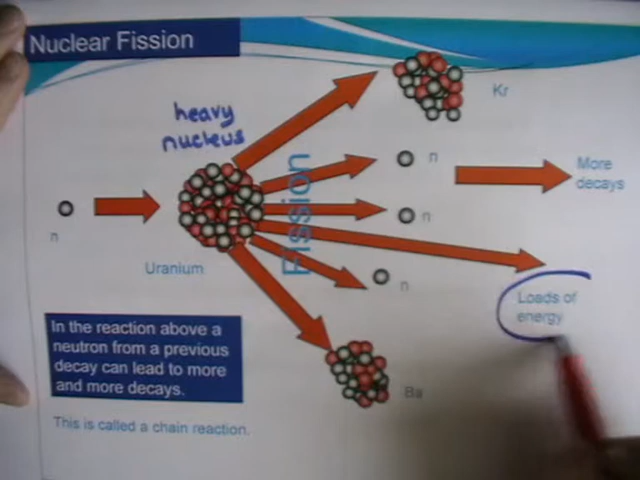 Nuclear Fission
heavy
nucleus
Kr
n
n
More
decays
n
n
Fission
Uranium
n
Loads of
energy
In the reaction above a
neutron from a previous
decay can lead to more
and more decays.
Ba
This is called a chain reaction.